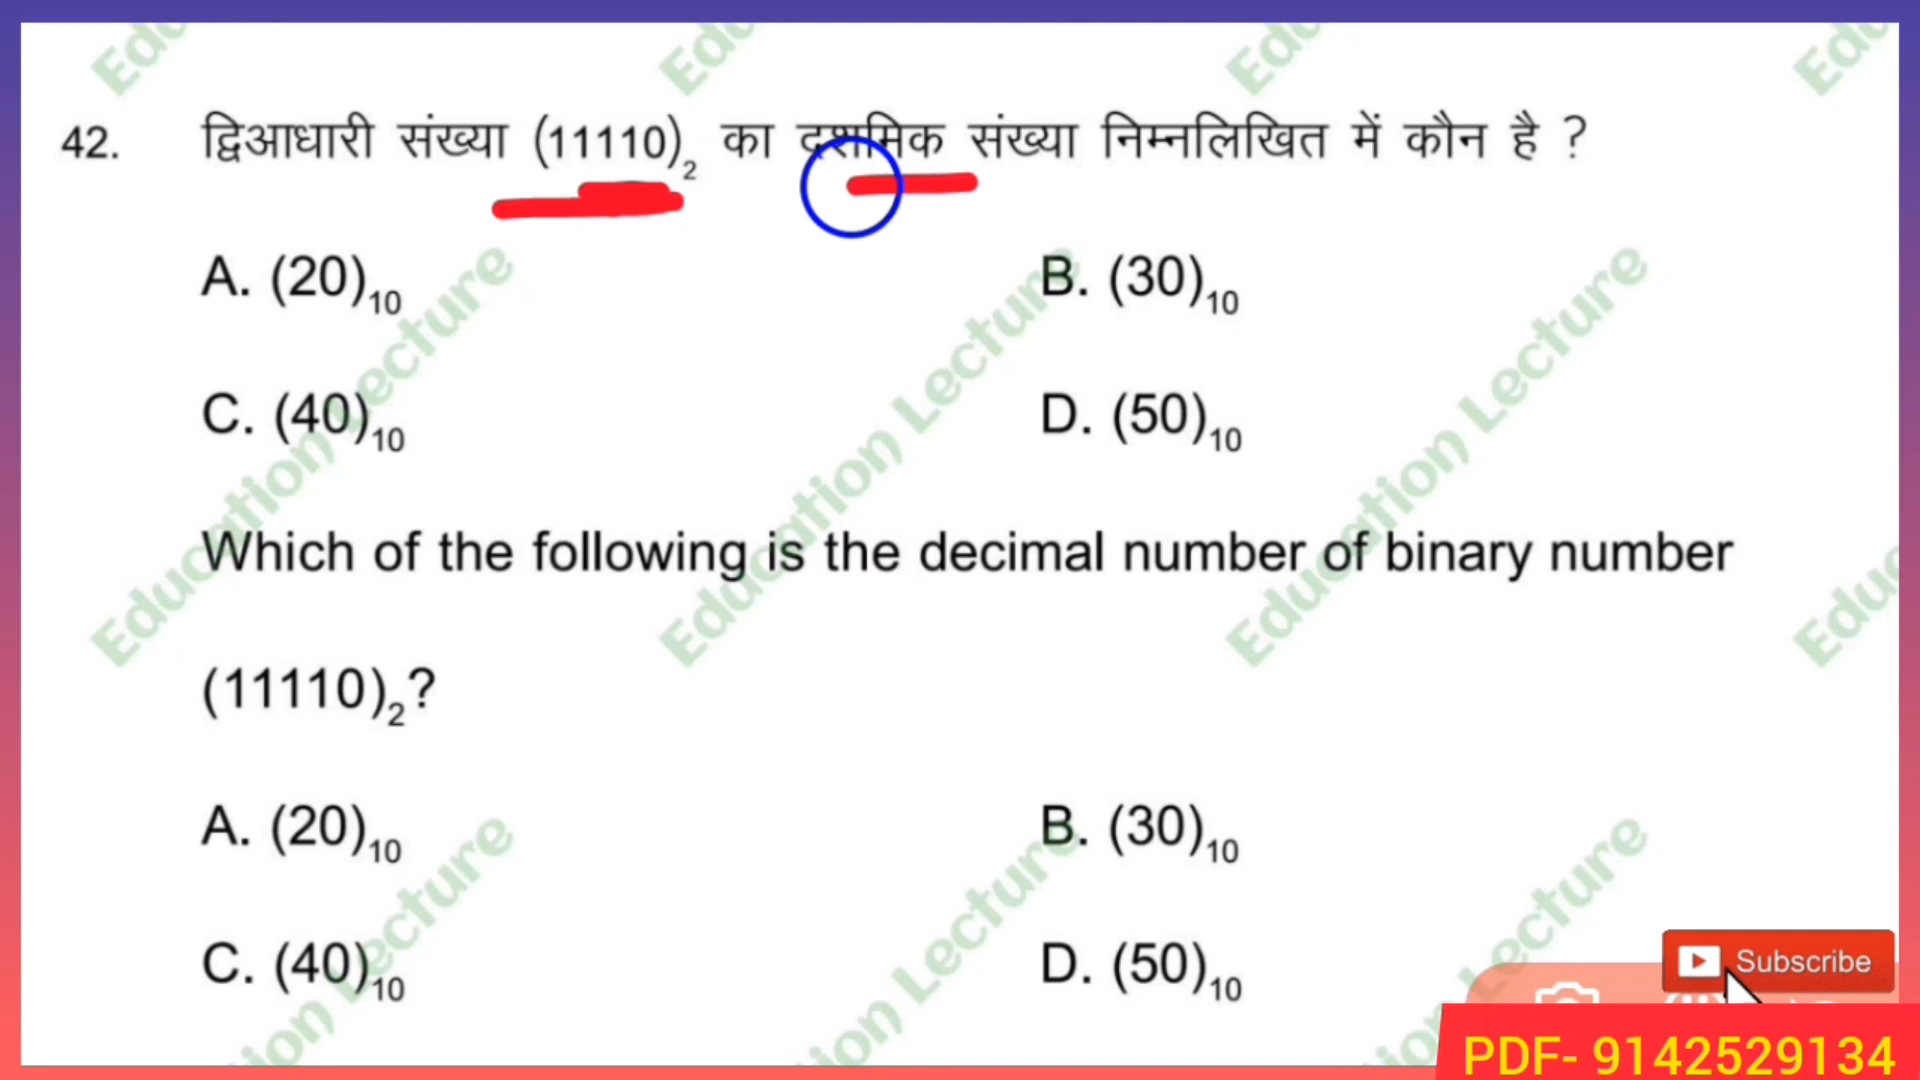 42. द्विआधारी संख्या (11110)₂ का दशमिक संख्या निम्नलिखित में कौन है ?
A. (20)₁₀ B. (30)₁₀
C. (40)₁₀ D. (50)₁₀
Which of the following is the decimal number of binary number
(11110)₂?
A. (20)₁₀ B. (30)₁₀
C. (40)₁₀ D. (50)₁₀
Education Lecture
Subscribe
PDF- 9142529134